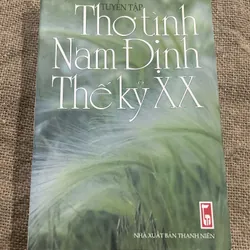 TUYỂN TẬP
Thơ tình
Nam Định
Thế kỷ XX
NHÀ XUẤT BẢN THANH NIÊN